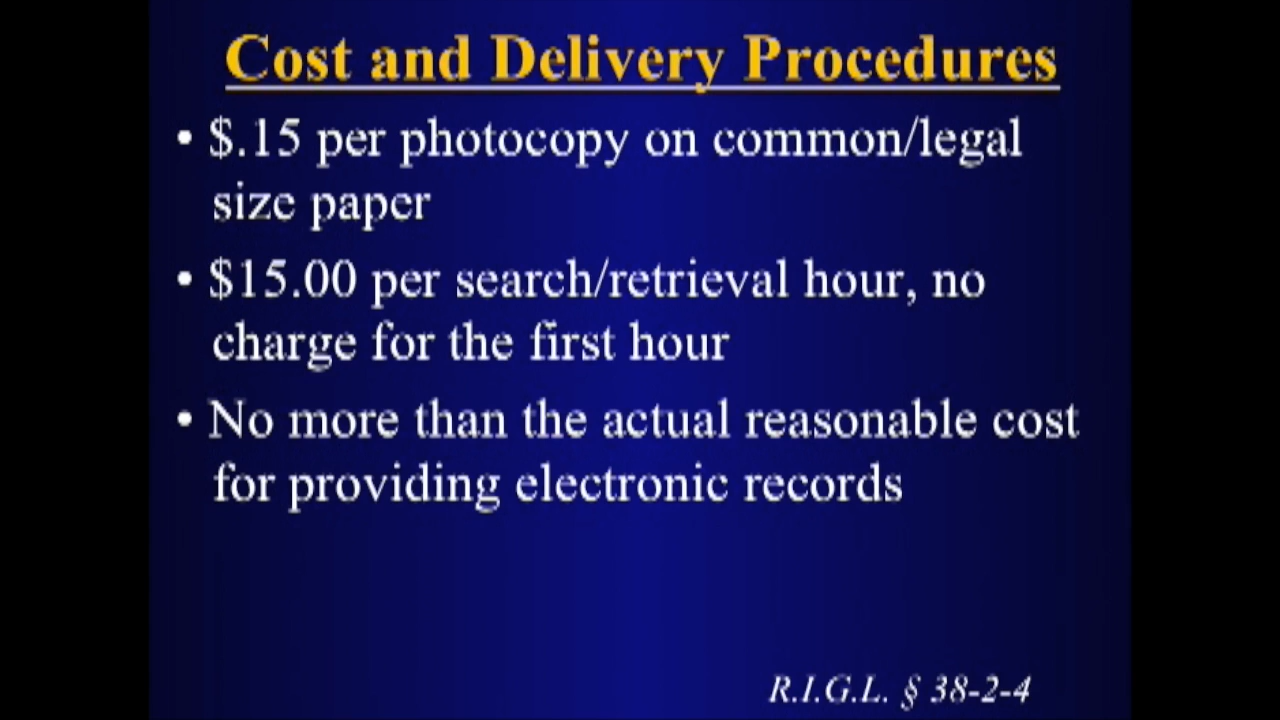 Cost and Delivery Procedures
• $.15 per photocopy on common/legal
size paper
• $15.00 per search/retrieval hour, no
charge for the first hour
• No more than the actual reasonable cost
for providing electronic records
R.I.G.L. § 38-2-4